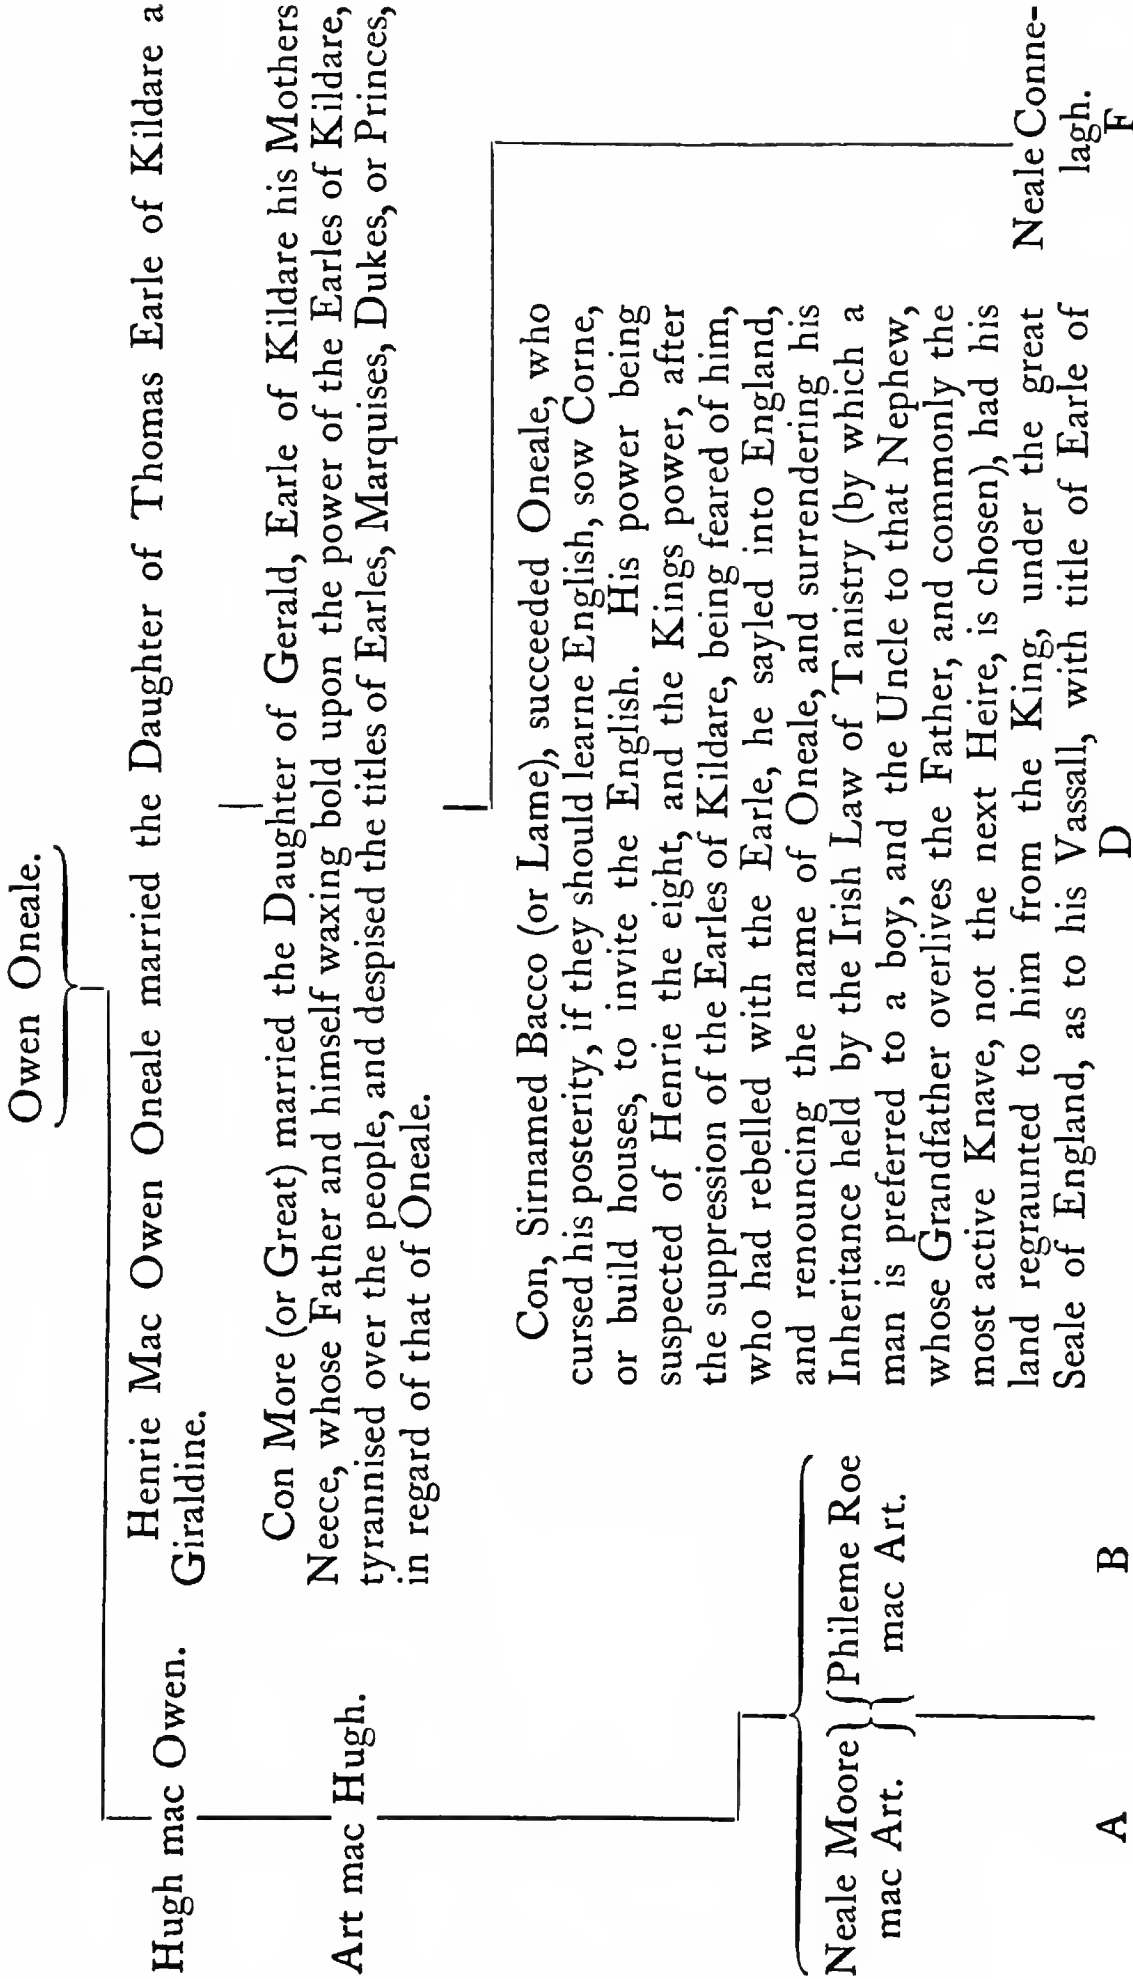 Owen Oneale.
Hugh mac Owen.
Henrie Mac Owen Oneale married the Daughter of Thomas Earle of Kildare a
Giraldine.
Art mac Hugh.
Con More (or Great) married the Daughter of Gerald, Earle of Kildare his Mothers
Neece, whose Father and himself waxing bold upon the power of the Earles of Kildare,
tyrannised over the people, and despised the titles of Earles, Marquises, Dukes, or Princes,
in regard of that of Oneale.
Neale Moore
mac Art.
Phileme Roe
mac Art.
Con, Sirnamed Bacco (or Lame), succeeded Oneale, who
cursed his posterity, if they should learne English, sow Corne,
or build houses, to invite the English. His power being
suspected of Henrie the eight, and the Kings power, after
the suppression of the Earles of Kildare, being feared of him,
who had rebelled with the Earle, he sayled into England,
and renouncing the name of Oneale, and surrendering his
Inheritance held by the Irish Law of Tanistry (by which a
man is preferred to a boy, and the Uncle to that Nephew,
whose Grandfather overlives the Father, and commonly the
most active Knave, not the next Heire, is chosen), had his
land regraunted to him from the King, under the great
Seale of England, as to his Vassall, with title of Earle of
Neale Conne-
lagh.
A
B
D
F